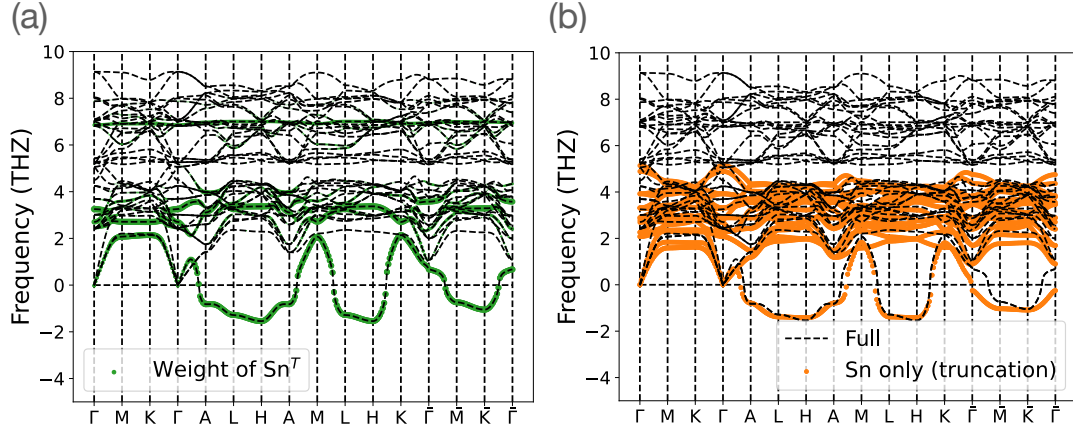 (a)
10
8
6
4
2
0
−2
−4
Frequency (THZ)
Γ M K Γ A L H A M L H K Γ̄ M̄ K̄ Γ̄
Weight of Snᵀ
(b)
10
8
6
4
2
0
−2
−4
Frequency (THZ)
Γ M K Γ A L H A M L H K Γ̄ M̄ K̄ Γ̄
Full
Sn only (truncation)